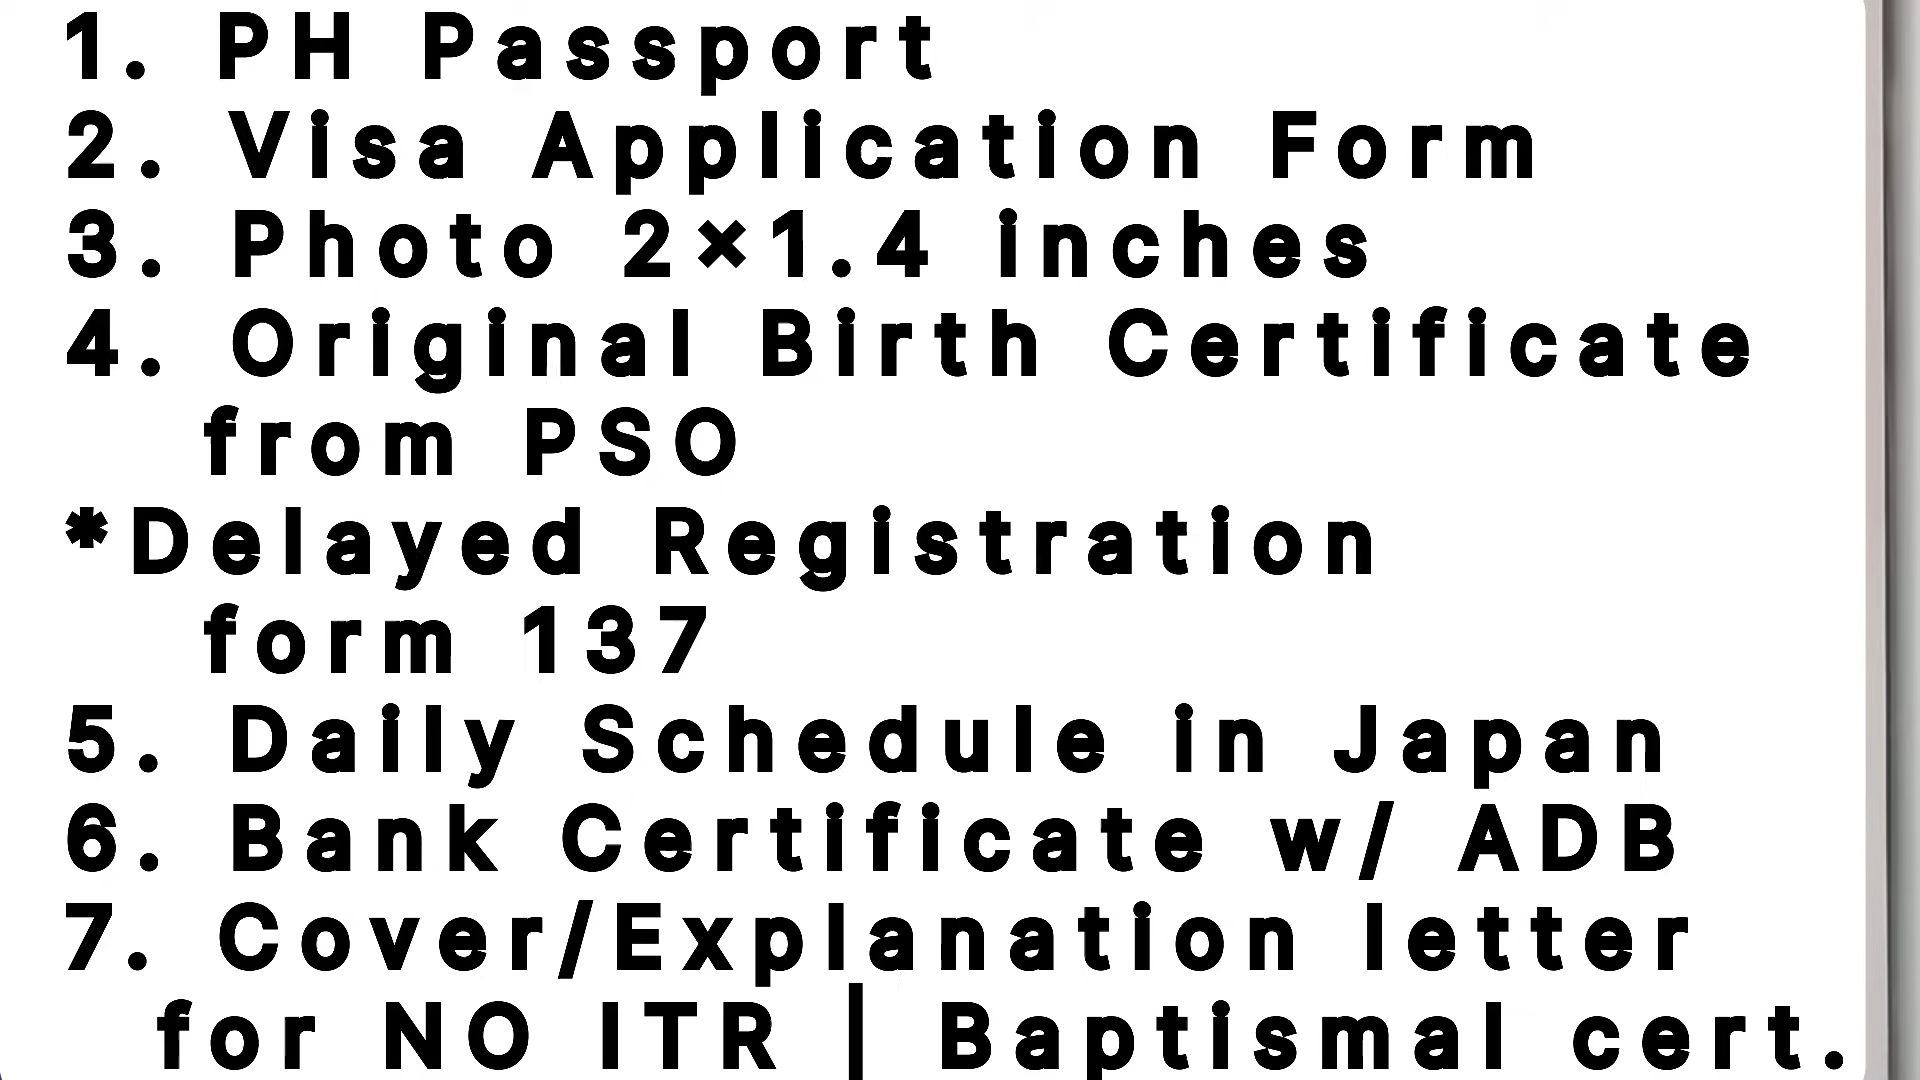 1. PH Passport
2. Visa Application Form
3. Photo 2×1.4 inches
4. Original Birth Certificate
from PSO
*Delayed Registration
form 137
5. Daily Schedule in Japan
6. Bank Certificate w/ ADB
7. Cover/Explanation letter
for NO ITR | Baptismal cert.